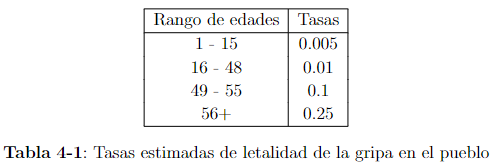 Rango de edades Tasas
1 - 15 0.005
16 - 48 0.01
49 - 55 0.1
56+ 0.25
Tabla 4-1: Tasas estimadas de letalidad de la gripa en el pueblo